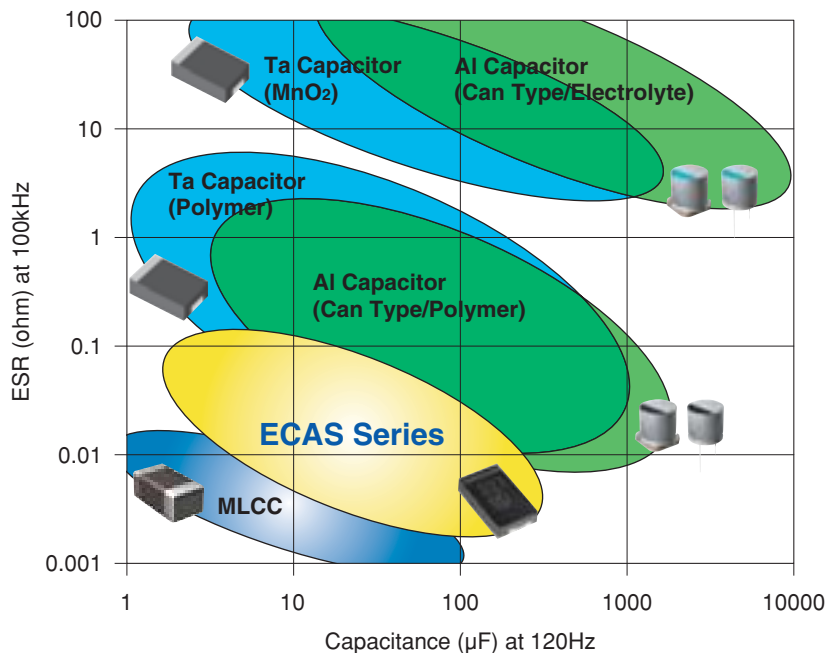 100
10
1
0.1
0.01
0.001
ESR (ohm) at 100kHz
Ta Capacitor
(MnO2)
Al Capacitor
(Can Type/Electrolyte)
Ta Capacitor
(Polymer)
Al Capacitor
(Can Type/Polymer)
ECAS Series
MLCC
1
10
100
1000
10000
Capacitance (µF) at 120Hz